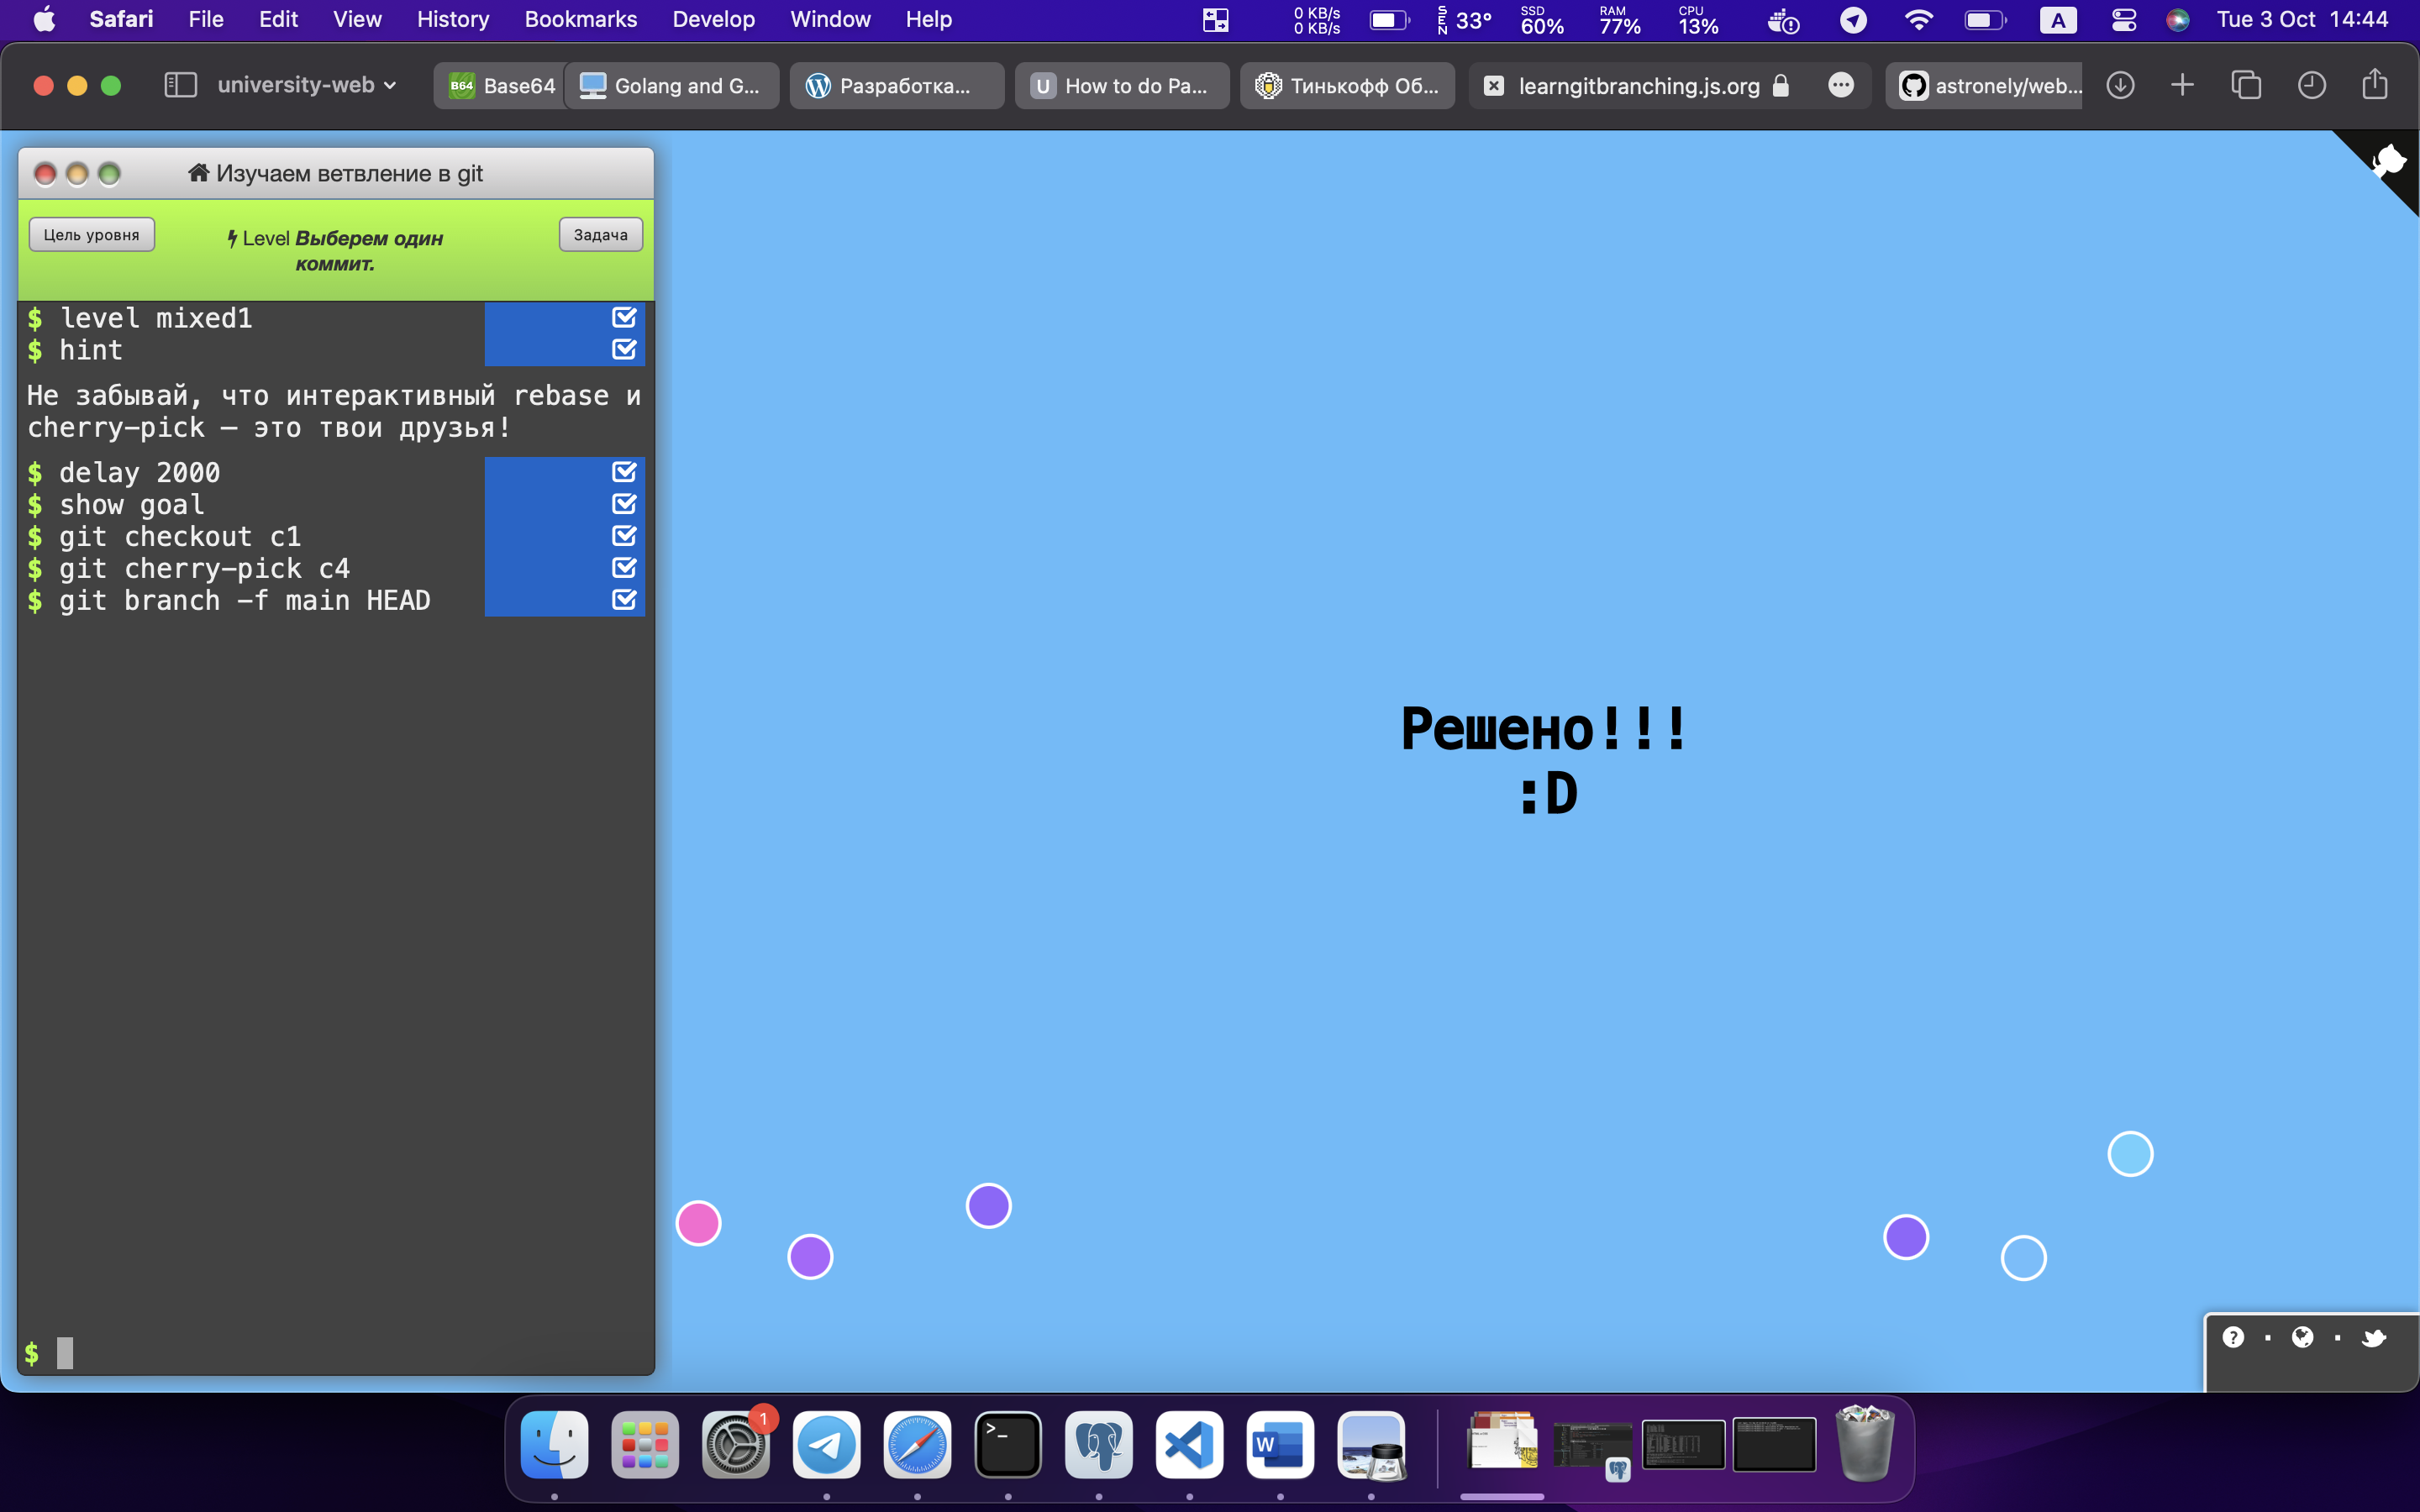 Safari File Edit View History Bookmarks Develop Window Help
0 KB/s
0 KB/s
SEN 33°
SSD
60%
RAM
77%
CPU
13%
A
Tue 3 Oct 14:44
university-web
B64 Base64
Golang and G...
Разработка...
U How to do Pa...
Тинькофф Об...
learngitbranching.js.org
astronely/web...
Изучаем ветвление в git
Цель уровня
Level Выберем один
коммит.
Задача
$ level mixed1
$ hint
Не забывай, что интерактивный rebase и
cherry-pick – это твои друзья!
$ delay 2000
$ show goal
$ git checkout c1
$ git cherry-pick c4
$ git branch -f main HEAD
$
Решено!!!
:D
?
1
>_
W